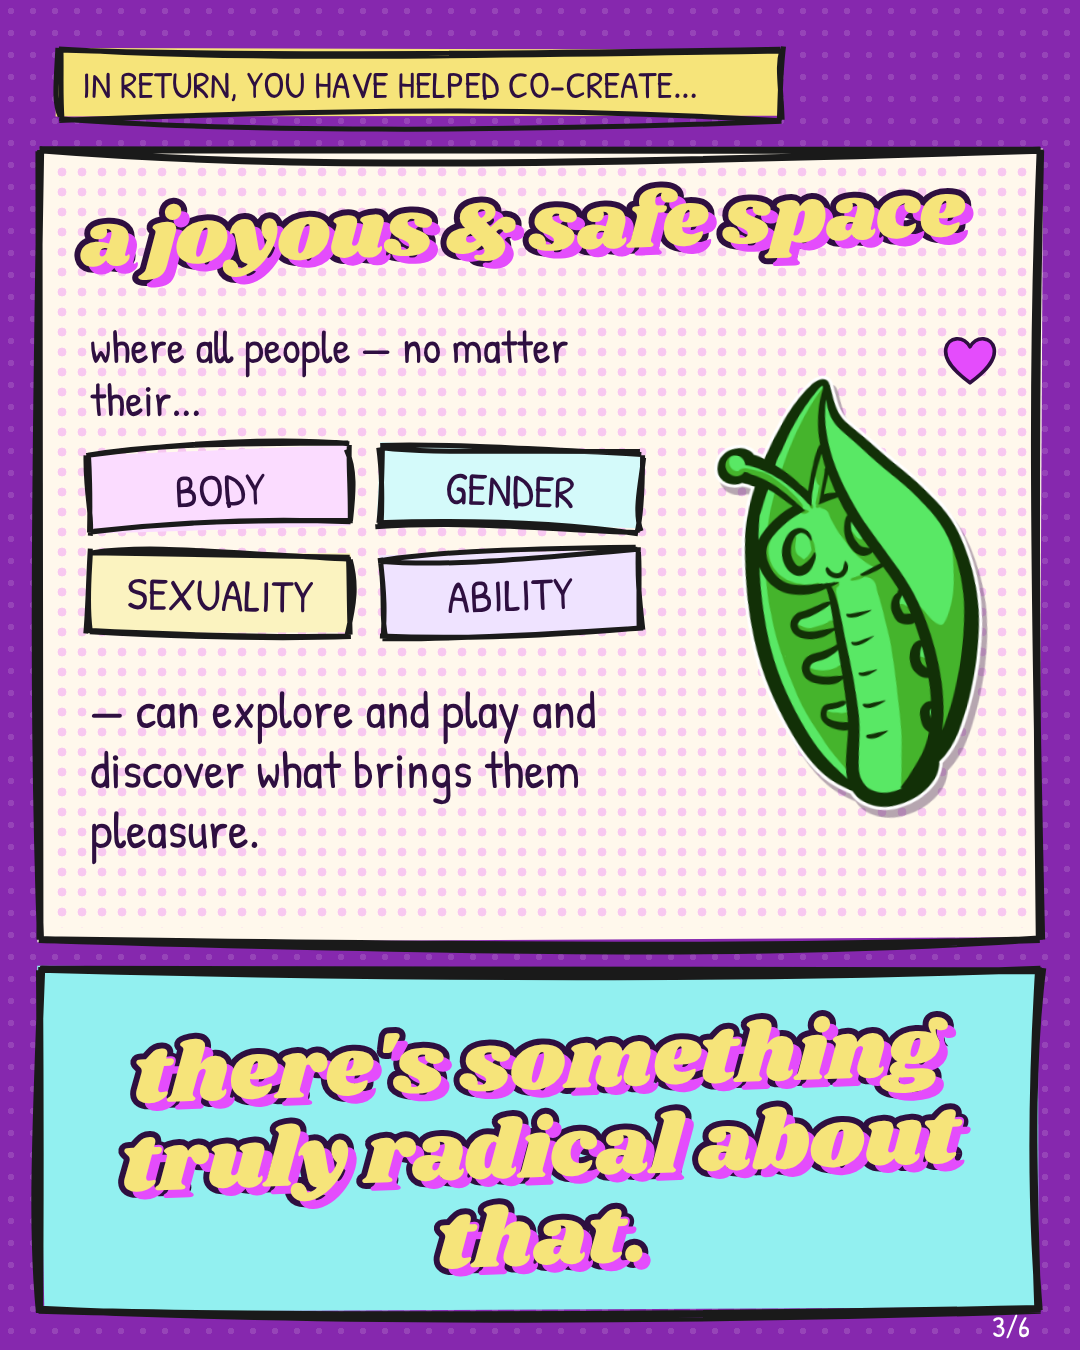 IN RETURN, YOU HAVE HELPED CO-CREATE...
a joyous & safe space
where all people — no matter
their...
BODY
GENDER
SEXUALITY
ABILITY
— can explore and play and
discover what brings them
pleasure.
there's something
truly radical about
that.
3/6